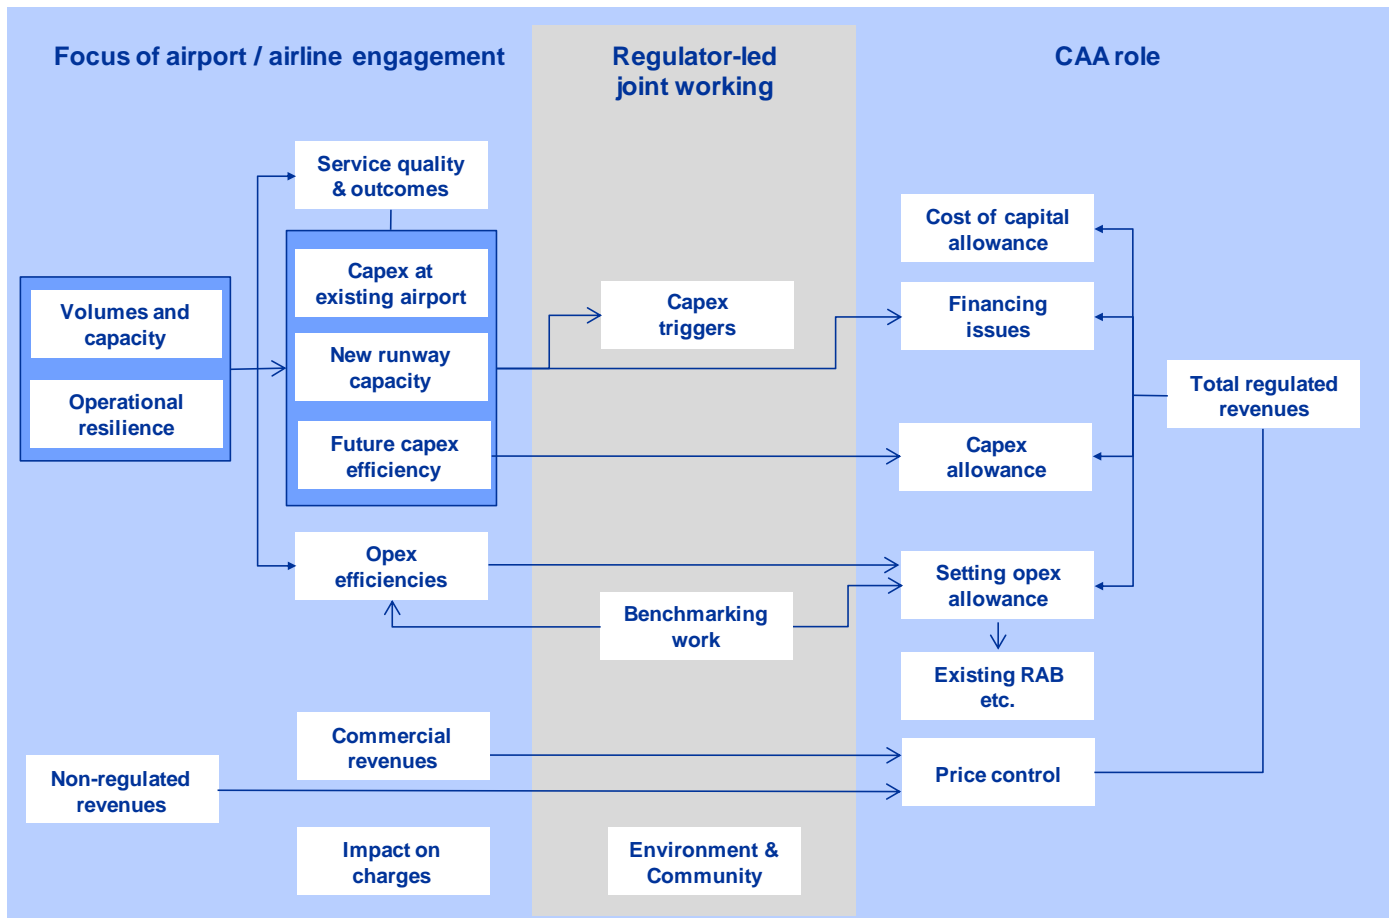 Focus of airport / airline engagement
Regulator-led
joint working
CAA role
Service quality
& outcomes
Capex at
existing airport
New runway
capacity
Future capex
efficiency
Volumes and
capacity
Operational
resilience
Opex
efficiencies
Commercial
revenues
Non-regulated
revenues
Impact on
charges
Capex
triggers
Benchmarking
work
Environment &
Community
Cost of capital
allowance
Financing
issues
Capex
allowance
Setting opex
allowance
Existing RAB
etc.
Price control
Total regulated
revenues